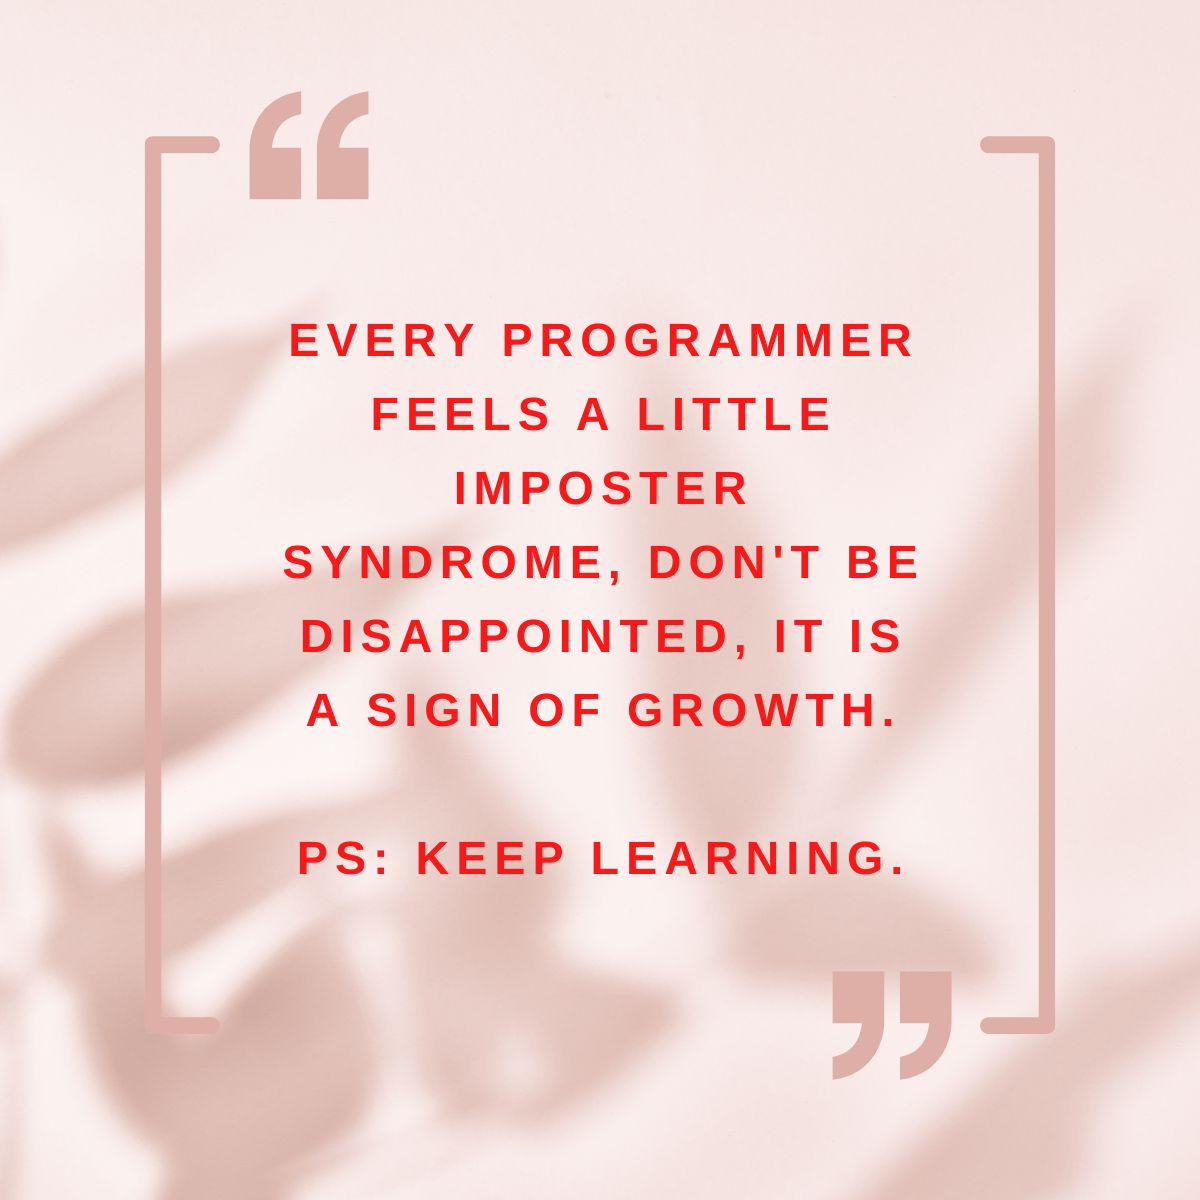 EVERY PROGRAMMER
FEELS A LITTLE
IMPOSTER
SYNDROME, DON'T BE
DISAPPOINTED, IT IS
A SIGN OF GROWTH.
PS: KEEP LEARNING.